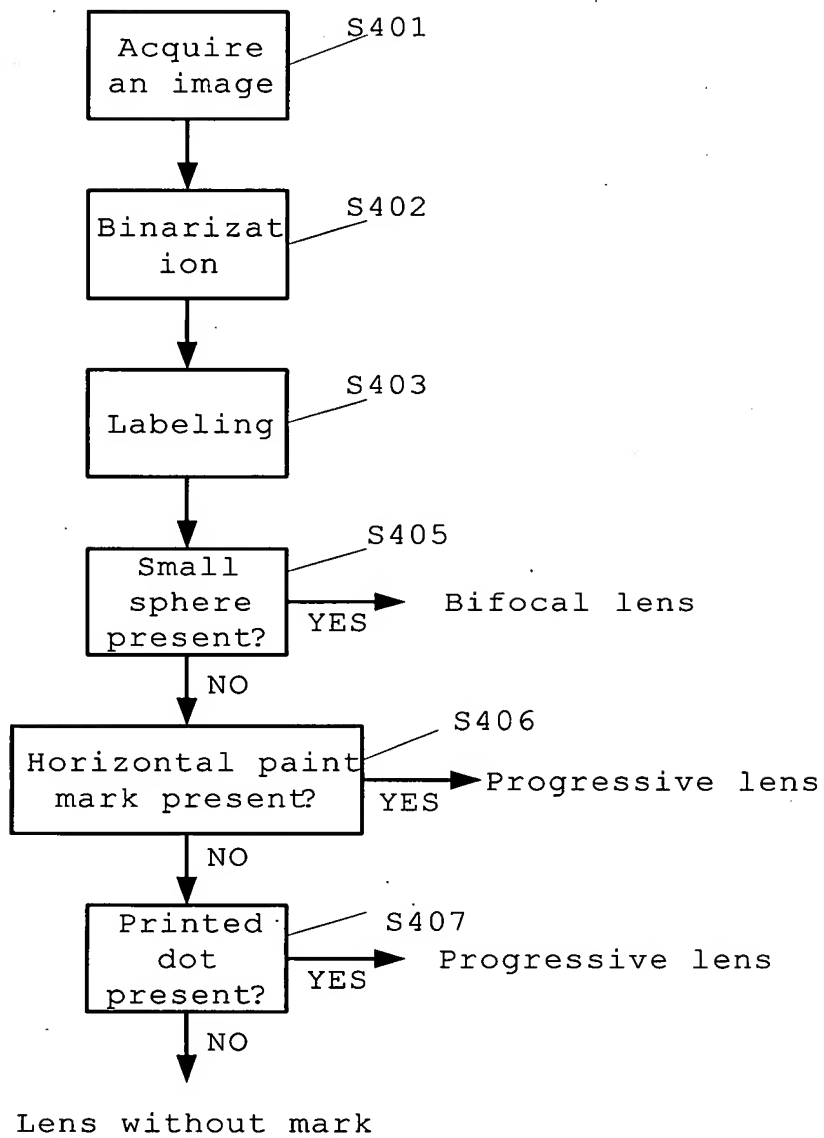 S401
Acquire
an image
S402
Binarizat
ion
S403
Labeling
S405
Small
sphere
present?
YES
Bifocal lens
NO
S406
Horizontal paint
mark present?
YES
Progressive lens
NO
S407
Printed
dot
present?
YES
Progressive lens
NO
Lens without mark